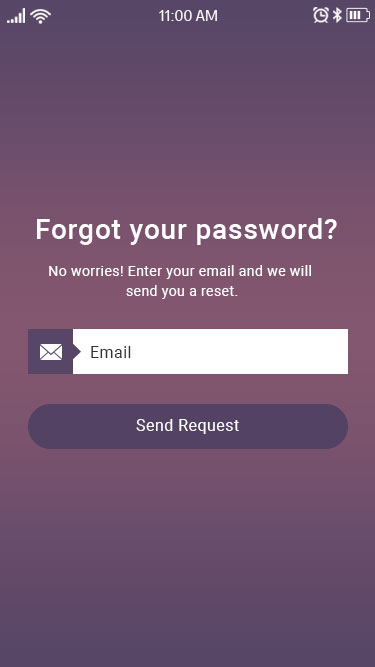 11:00 AM
Forgot your password?
No worries! Enter your email and we will
send you a reset.
Email
Send Request